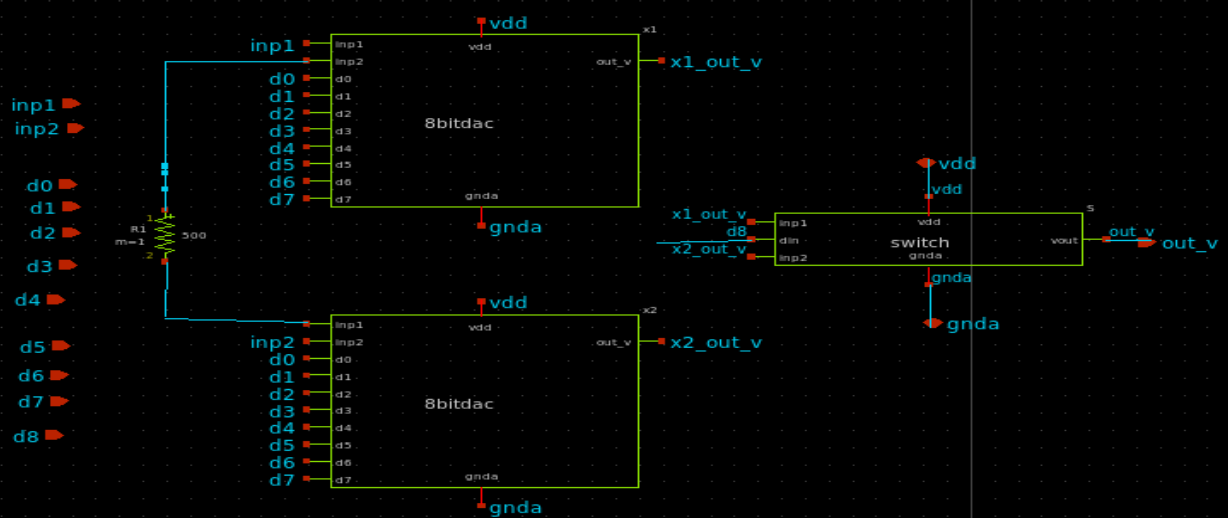 inp1
inp2
d0
d1
d2
d3
d4
d5
d6
d7
d8
1
R1
m=1
500
2
vdd
x1
inp1 inp1 vdd
inp2 out_v x1_out_v
d0 d0
d1 d1
d2 d2
d3 d3
8bitdac
d4 d4
d5 d5
d6 d6
d7 d7
gnda
gnda
vdd
x2
inp1 vdd
inp2 inp2 out_v x2_out_v
d0 d0
d1 d1
d2 d2
d3 d3
8bitdac
d4 d4
d5 d5
d6 d6
d7 d7
gnda
gnda
vdd
vdd
s
x1_out_v inp1 vdd
d8 din switch vout out_v out_v
x2_out_v inp2 gnda
gnda
gnda